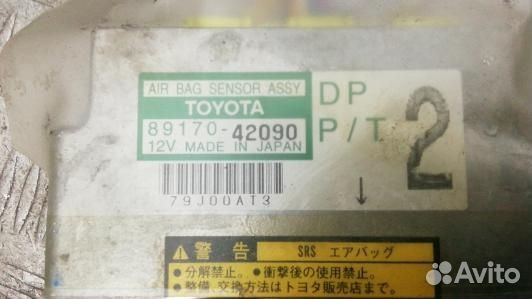 AIR BAG SENSOR ASSY
TOYOTA
89170-42090
12V MADE IN JAPAN
DP
P/T
2
↓
79J00AT3
警告
SRS エアバッグ
●分解禁止。●衝撃後の使用禁止。
●整備、交換方法はトヨタ販売店まで。
Avito